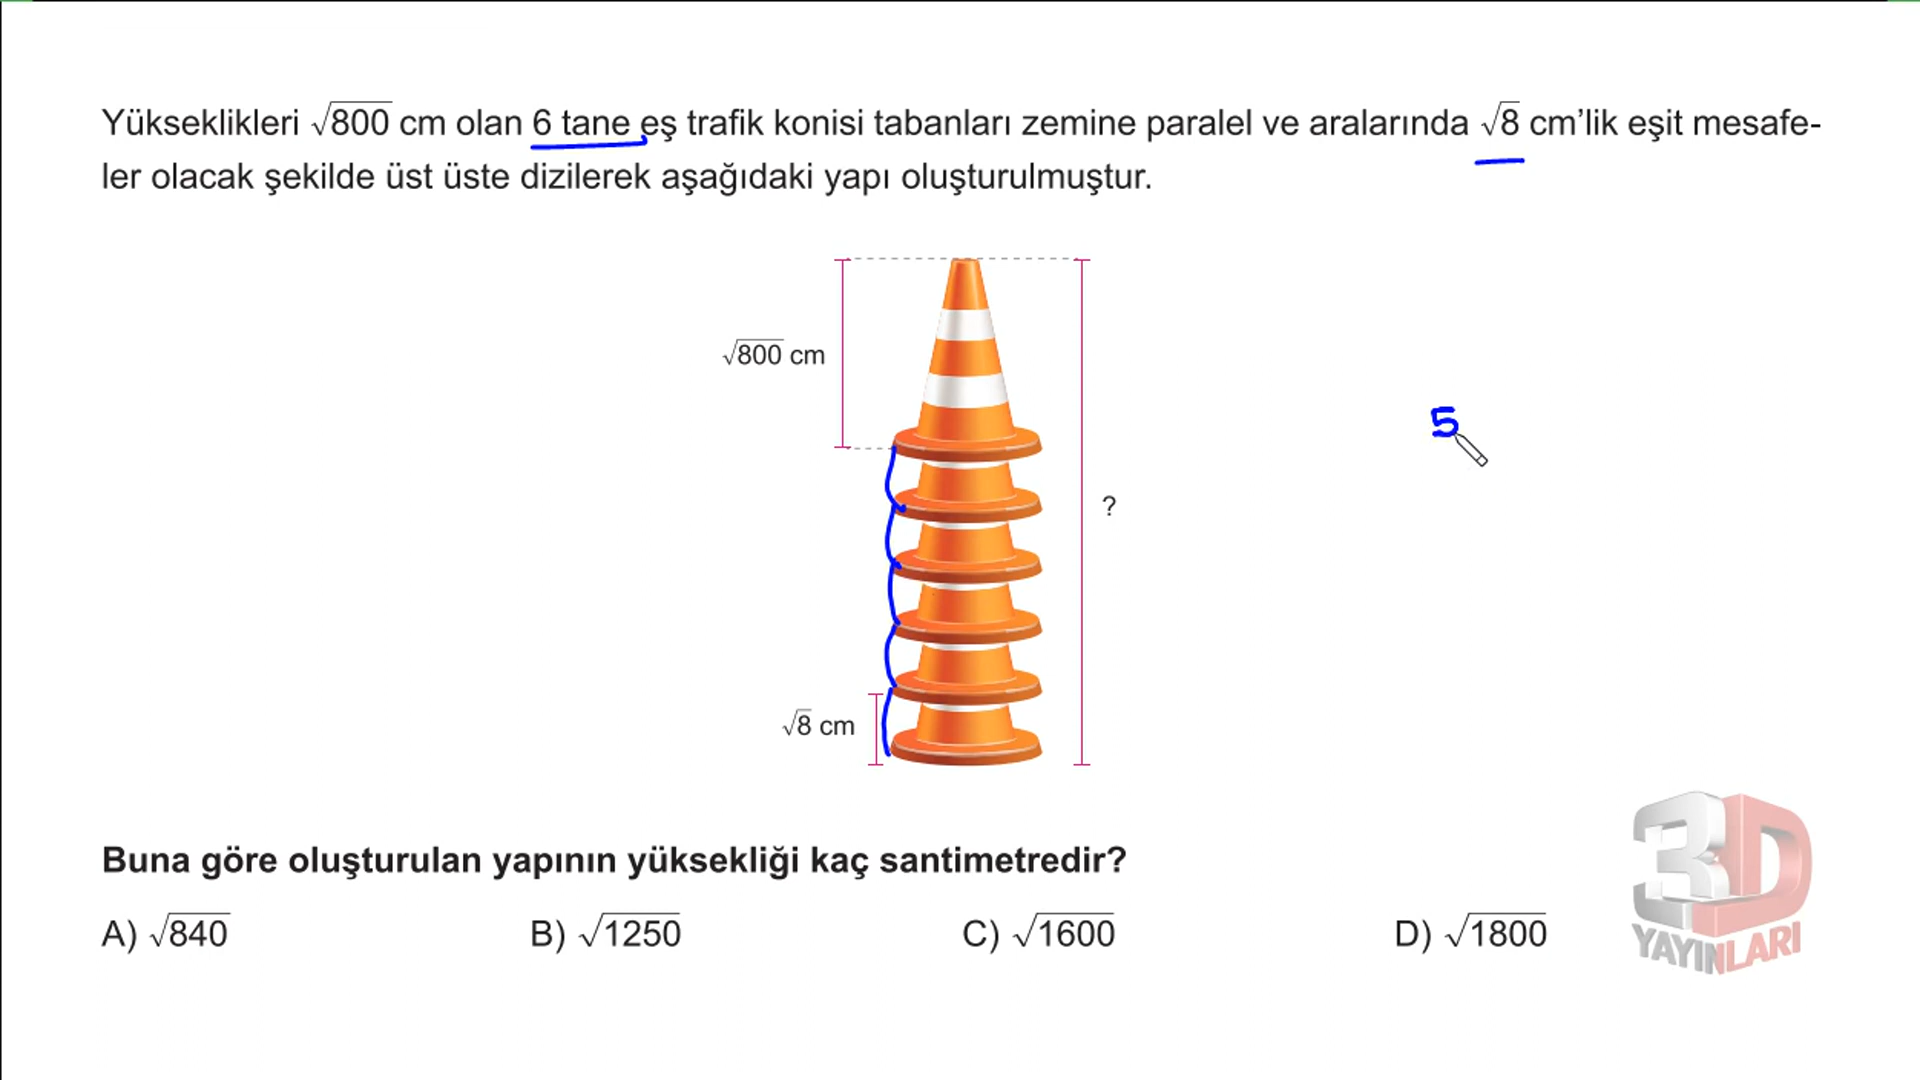 Yükseklikleri √800 cm olan 6 tane eş trafik konisi tabanları zemine paralel ve aralarında √8 cm’lik eşit mesafe-
ler olacak şekilde üst üste dizilerek aşağıdaki yapı oluşturulmuştur.
√800 cm
5
?
√8 cm
Buna göre oluşturulan yapının yüksekliği kaç santimetredir?
A) √840 B) √1250 C) √1600 D) √1800
3D
YAYINLARI